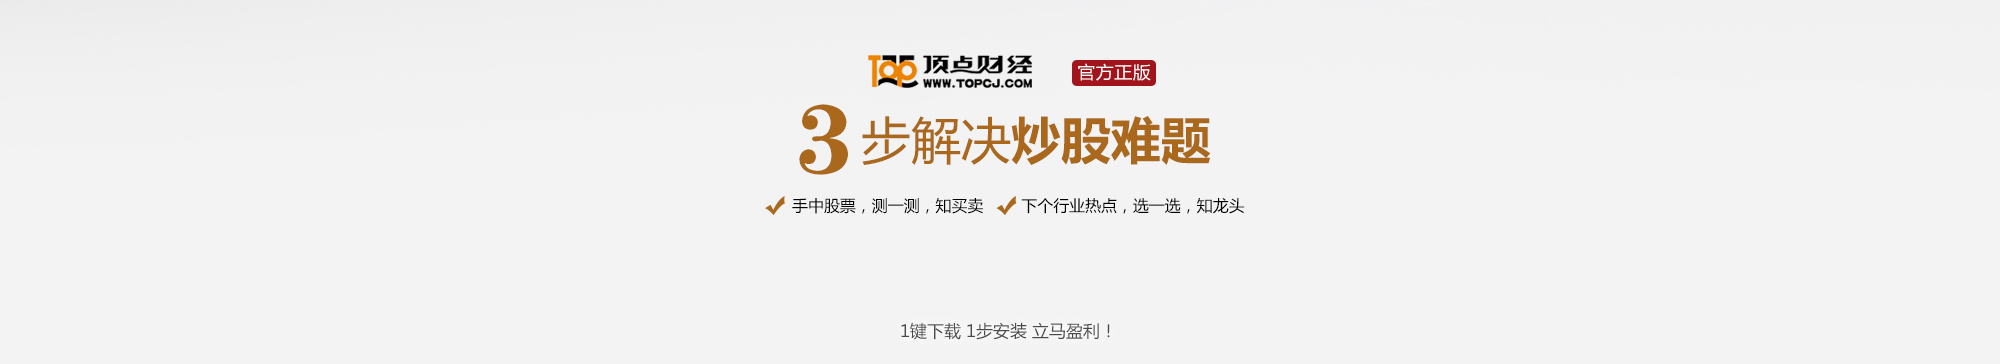 TOP 顶点财经 官方正版
WWW.TOPCJ.COM
3步解决炒股难题
手中股票，测一测，知买卖 下个行业热点，选一选，知龙头
1键下载 1步安装 立马盈利！